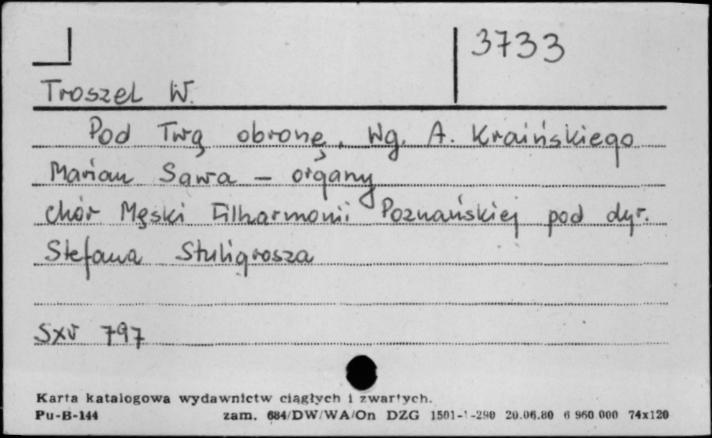 3733
Troszel W.
Pod Twą obronę. Wg. A. Kraińskiego
Marian Sawa - organy
chór Męski Filharmonii Poznańskiej pod dyr.
Stefana Stuligrosza
SXV 797
Karta katalogowa wydawnictw ciągłych i zwartych.
Pu-B-144 zam. 684/DW/WA/On DZG 1501-1-290 20.06.80 6 960 000 74x120